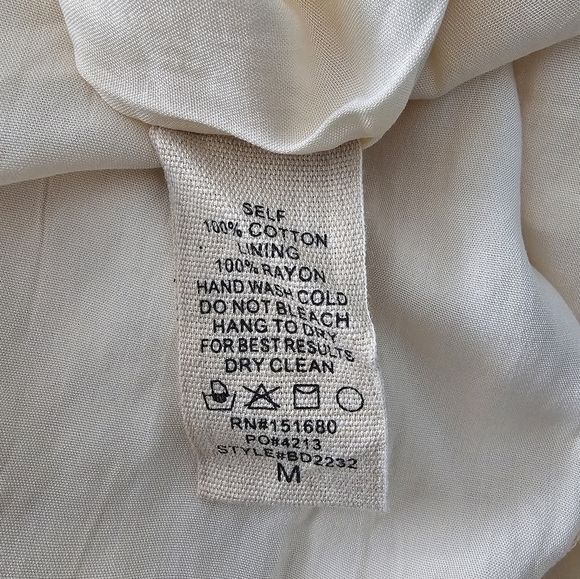 SELF
100% COTTON
LINING
100% RAYON
HAND WASH COLD
DO NOT BLEACH
HANG TO DRY
FOR BEST RESULTS
DRY CLEAN
RN#151680
PO#4213
STYLE#BD2232
M